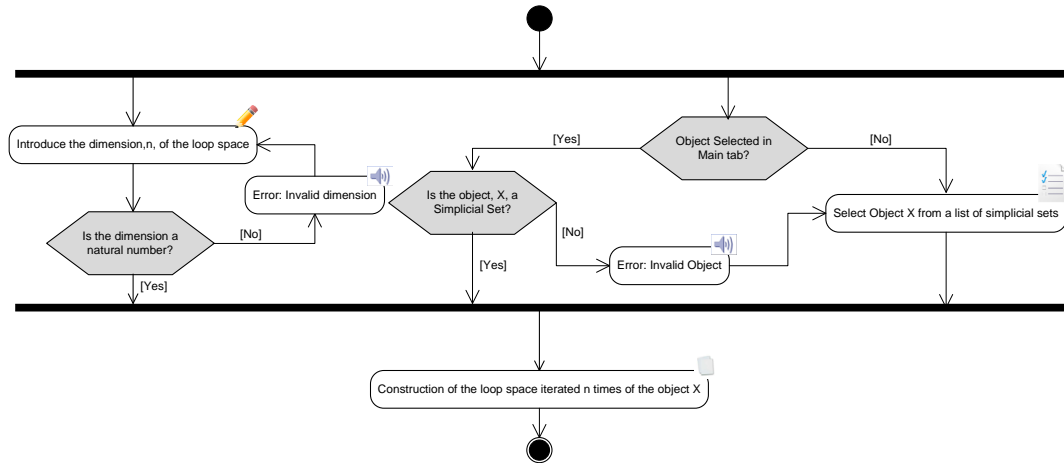 Introduce the dimension,n, of the loop space
Error: Invalid dimension
Is the dimension a
natural number?
[No]
[Yes]
Object Selected in
Main tab?
[Yes]
[No]
Is the object, X, a
Simplicial Set?
[No]
[Yes]
Error: Invalid Object
Select Object X from a list of simplicial sets
Construction of the loop space iterated n times of the object X